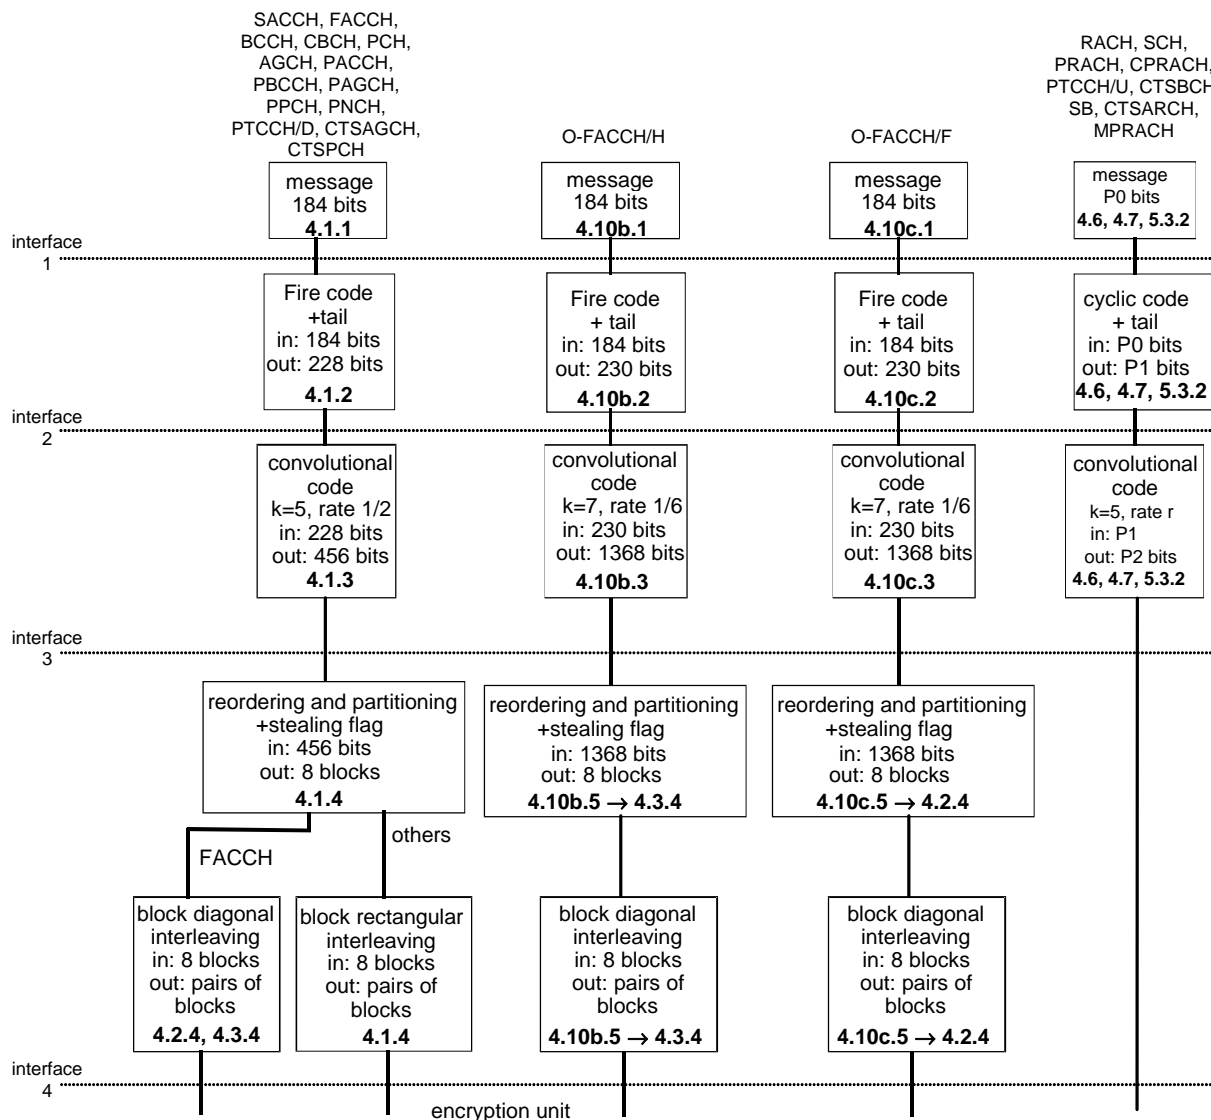 SACCH, FACCH,
BCCH, CBCH, PCH,
AGCH, PACCH,
PBCCH, PAGCH,
PPCH, PNCH,
PTCCH/D, CTSAGCH,
CTSPCH
O-FACCH/H
O-FACCH/F
RACH, SCH,
PRACH, CPRACH,
PTCCH/U, CTSBCH
SB, CTSARCH,
MPRACH
message
184 bits
4.1.1
message
184 bits
4.10b.1
message
184 bits
4.10c.1
message
P0 bits
4.6, 4.7, 5.3.2
interface
1
Fire code
+tail
in: 184 bits
out: 228 bits
4.1.2
Fire code
+ tail
in: 184 bits
out: 230 bits
4.10b.2
Fire code
+ tail
in: 184 bits
out: 230 bits
4.10c.2
cyclic code
+ tail
in: P0 bits
out: P1 bits
4.6, 4.7, 5.3.2
interface
2
convolutional
code
k=5, rate 1/2
in: 228 bits
out: 456 bits
4.1.3
convolutional
code
k=7, rate 1/6
in: 230 bits
out: 1368 bits
4.10b.3
convolutional
code
k=7, rate 1/6
in: 230 bits
out: 1368 bits
4.10c.3
convolutional
code
k=5, rate r
in: P1
out: P2 bits
4.6, 4.7, 5.3.2
interface
3
reordering and partitioning
+stealing flag
in: 456 bits
out: 8 blocks
4.1.4
reordering and partitioning
+stealing flag
in: 1368 bits
out: 8 blocks
4.10b.5 → 4.3.4
reordering and partitioning
+stealing flag
in: 1368 bits
out: 8 blocks
4.10c.5 → 4.2.4
FACCH
others
block diagonal
interleaving
in: 8 blocks
out: pairs of
blocks
4.2.4, 4.3.4
block rectangular
interleaving
in: 8 blocks
out: pairs of
blocks
4.1.4
block diagonal
interleaving
in: 8 blocks
out: pairs of
blocks
4.10b.5 → 4.3.4
block diagonal
interleaving
in: 8 blocks
out: pairs of
blocks
4.10c.5 → 4.2.4
interface
4
encryption unit